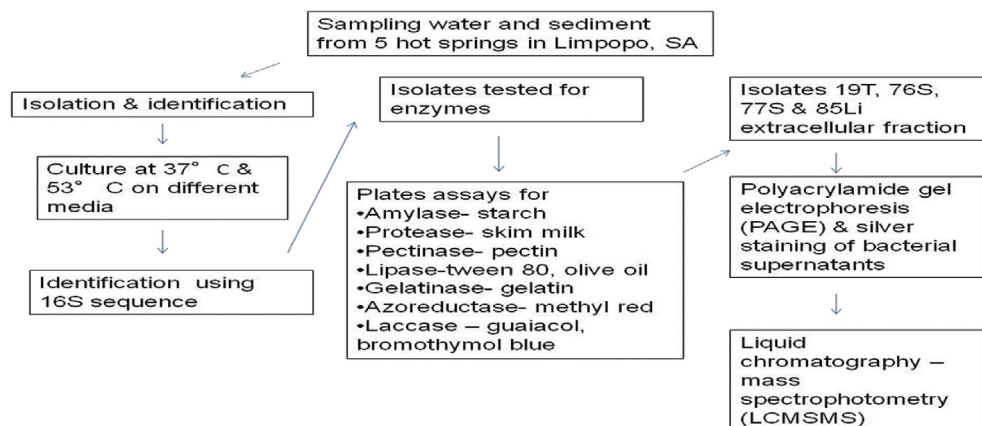 Sampling water and sediment
from 5 hot springs in Limpopo, SA
Isolation & identification
Culture at 37° C &
53° C on different
media
Identification using
16S sequence
Isolates tested for
enzymes
Plates assays for
•Amylase- starch
•Protease- skim milk
•Pectinase- pectin
•Lipase-tween 80, olive oil
•Gelatinase- gelatin
•Azoreductase- methyl red
•Laccase – guaiacol,
bromothymol blue
Isolates 19T, 76S,
77S & 85Li
extracellular fraction
Polyacrylamide gel
electrophoresis
(PAGE) & silver
staining of bacterial
supernatants
Liquid
chromatography –
mass
spectrophotometry
(LCMSMS)